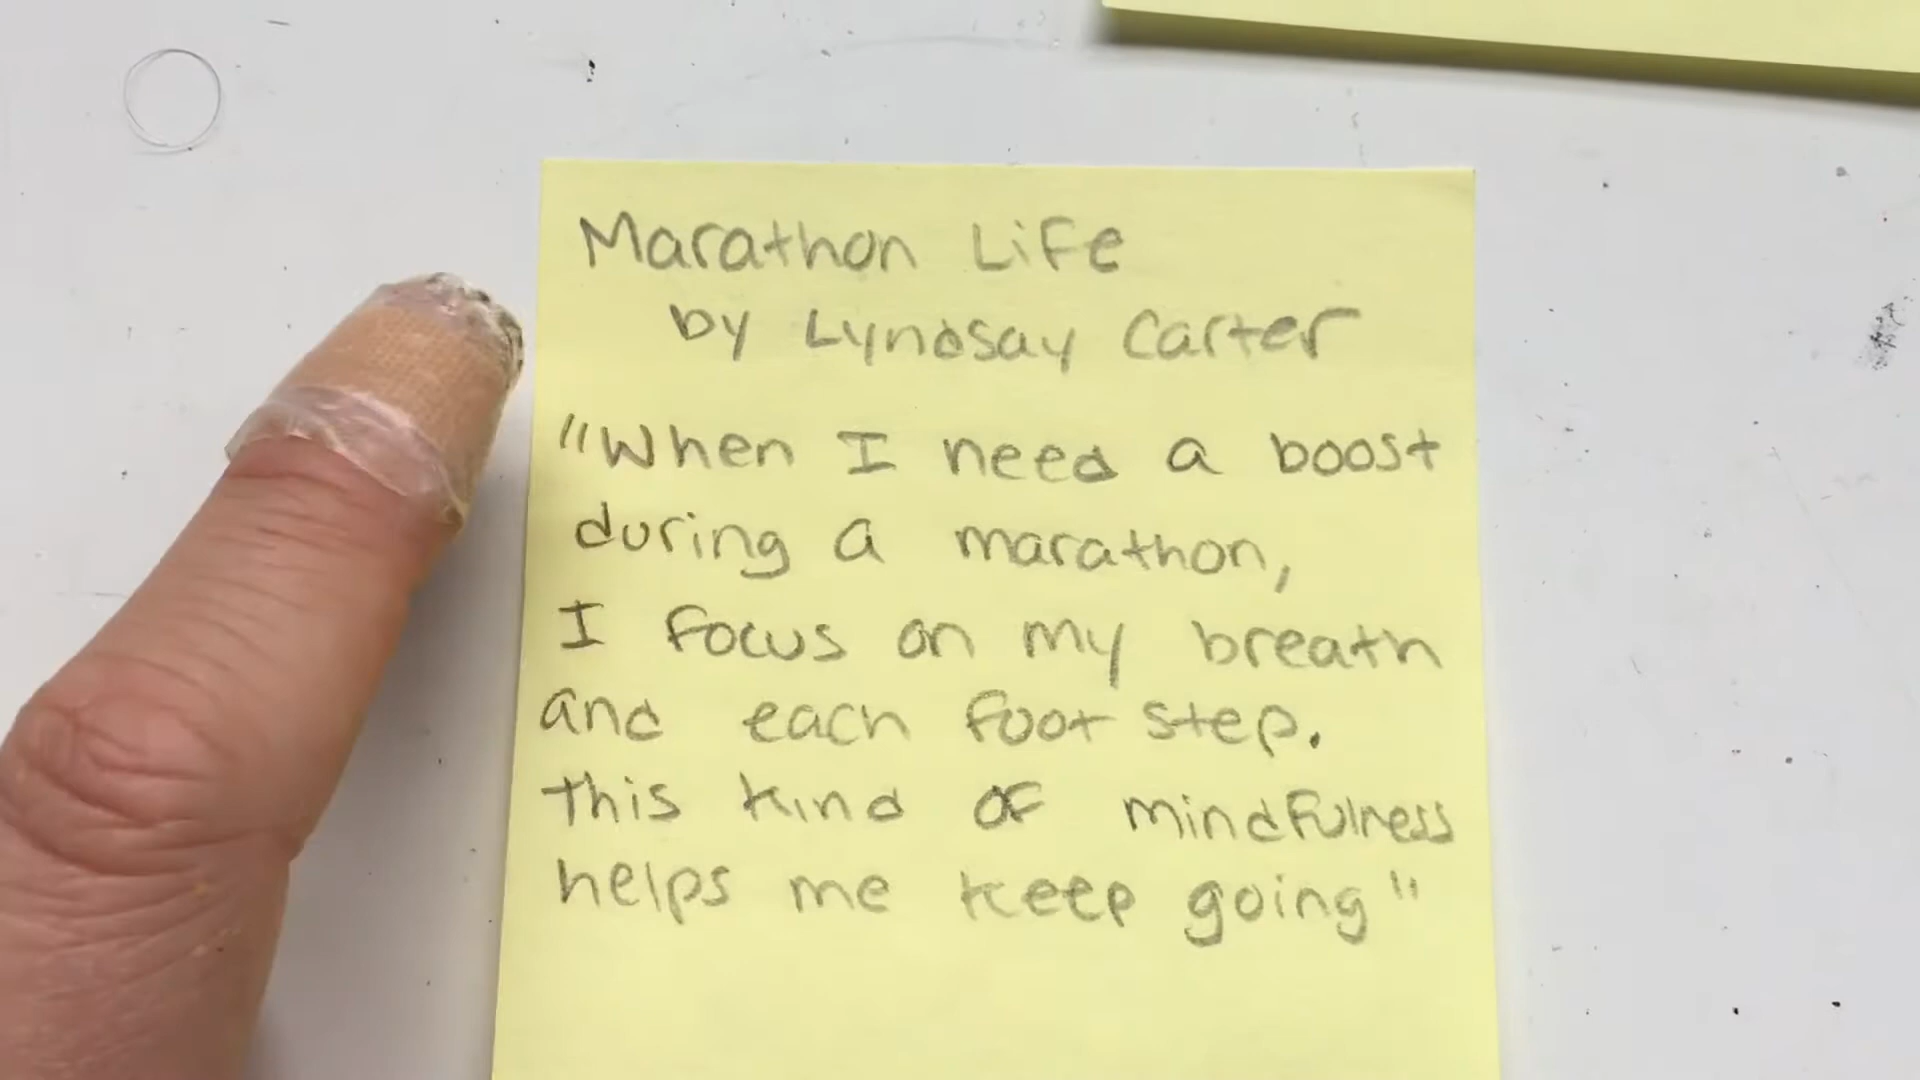 Marathon Life
by Lyndsay Carter
"When I need a boost
during a marathon,
I focus on my breath
and each foot step.
This kind of mindfulness
helps me keep going"